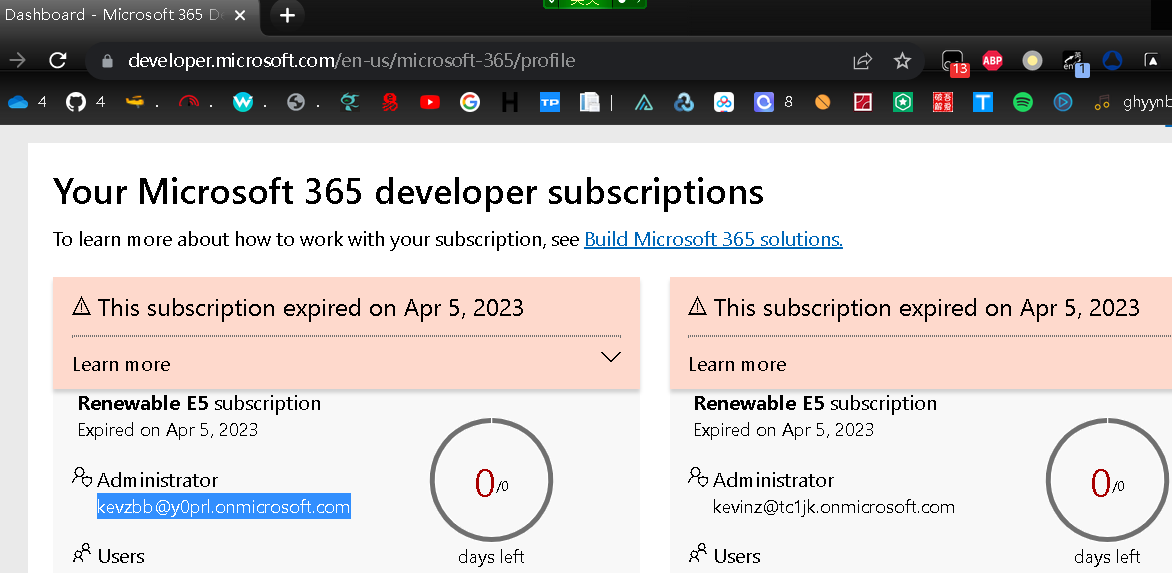 Dashboard - Microsoft 365 De
developer.microsoft.com/en-us/microsoft-365/profile
13
ABP
en
1
4
4
.
.
.
.
H
TP
8
T
ghyynb
Your Microsoft 365 developer subscriptions
To learn more about how to work with your subscription, see Build Microsoft 365 solutions.
This subscription expired on Apr 5, 2023
Learn more
Renewable E5 subscription
Expired on Apr 5, 2023
Administrator
kevzbb@y0prl.onmicrosoft.com
0/0
days left
Users
This subscription expired on Apr 5, 2023
Learn more
Renewable E5 subscription
Expired on Apr 5, 2023
Administrator
kevinz@tc1jk.onmicrosoft.com
0/0
days left
Users